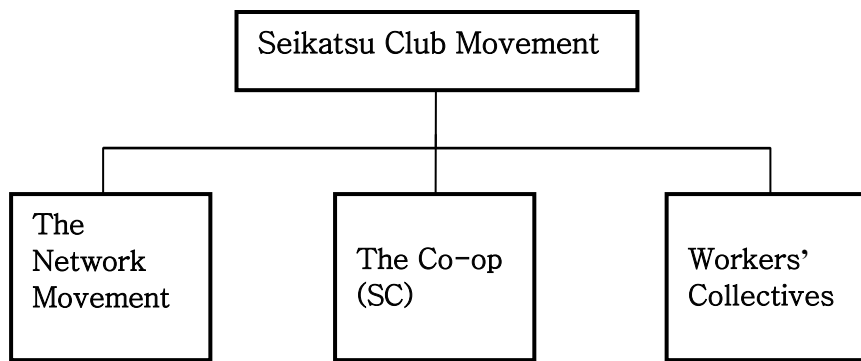 Seikatsu Club Movement
The
Network
Movement
The Co-op
(SC)
Workers’
Collectives